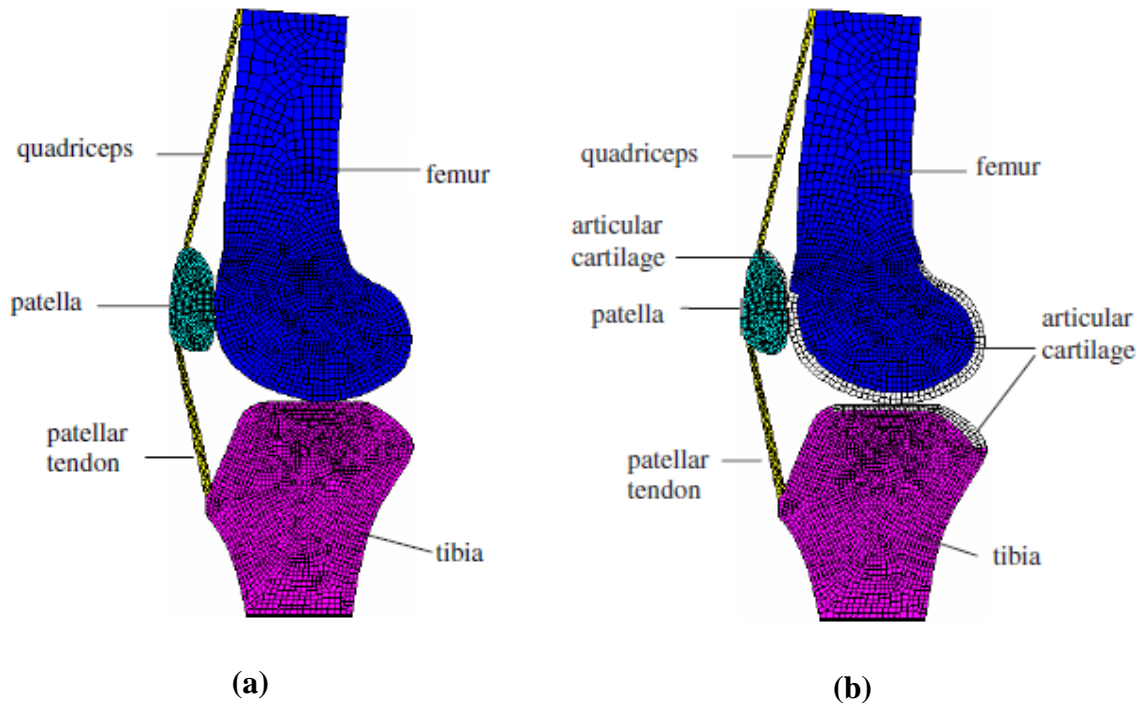 quadriceps
femur
patella
patellar
tendon
tibia
(a)
quadriceps
femur
articular
cartilage
patella
articular
cartilage
patellar
tendon
tibia
(b)